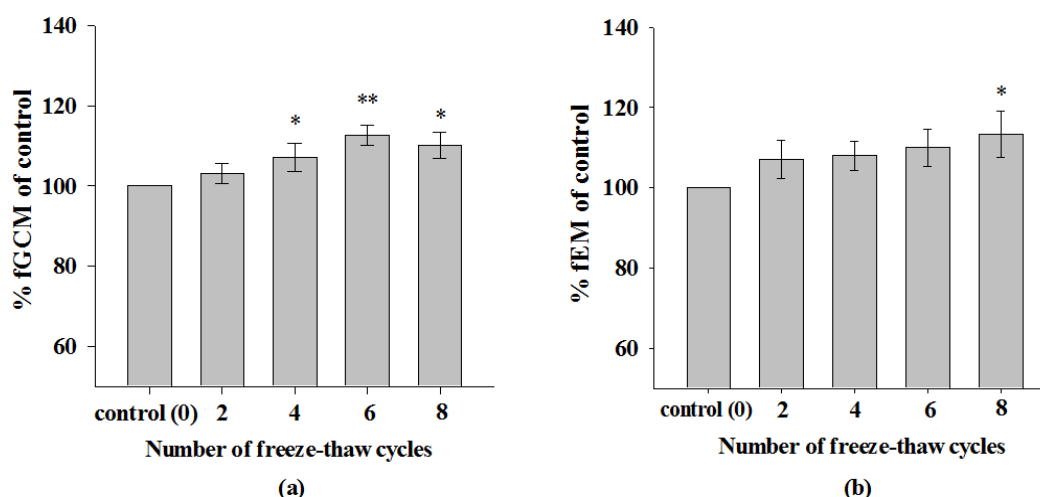 % fGCM of control
140
120
100
80
60
*
**
*
control (0) 2 4 6 8
Number of freeze-thaw cycles
(a)
% fEM of control
140
120
100
80
60
*
control (0) 2 4 6 8
Number of freeze-thaw cycles
(b)